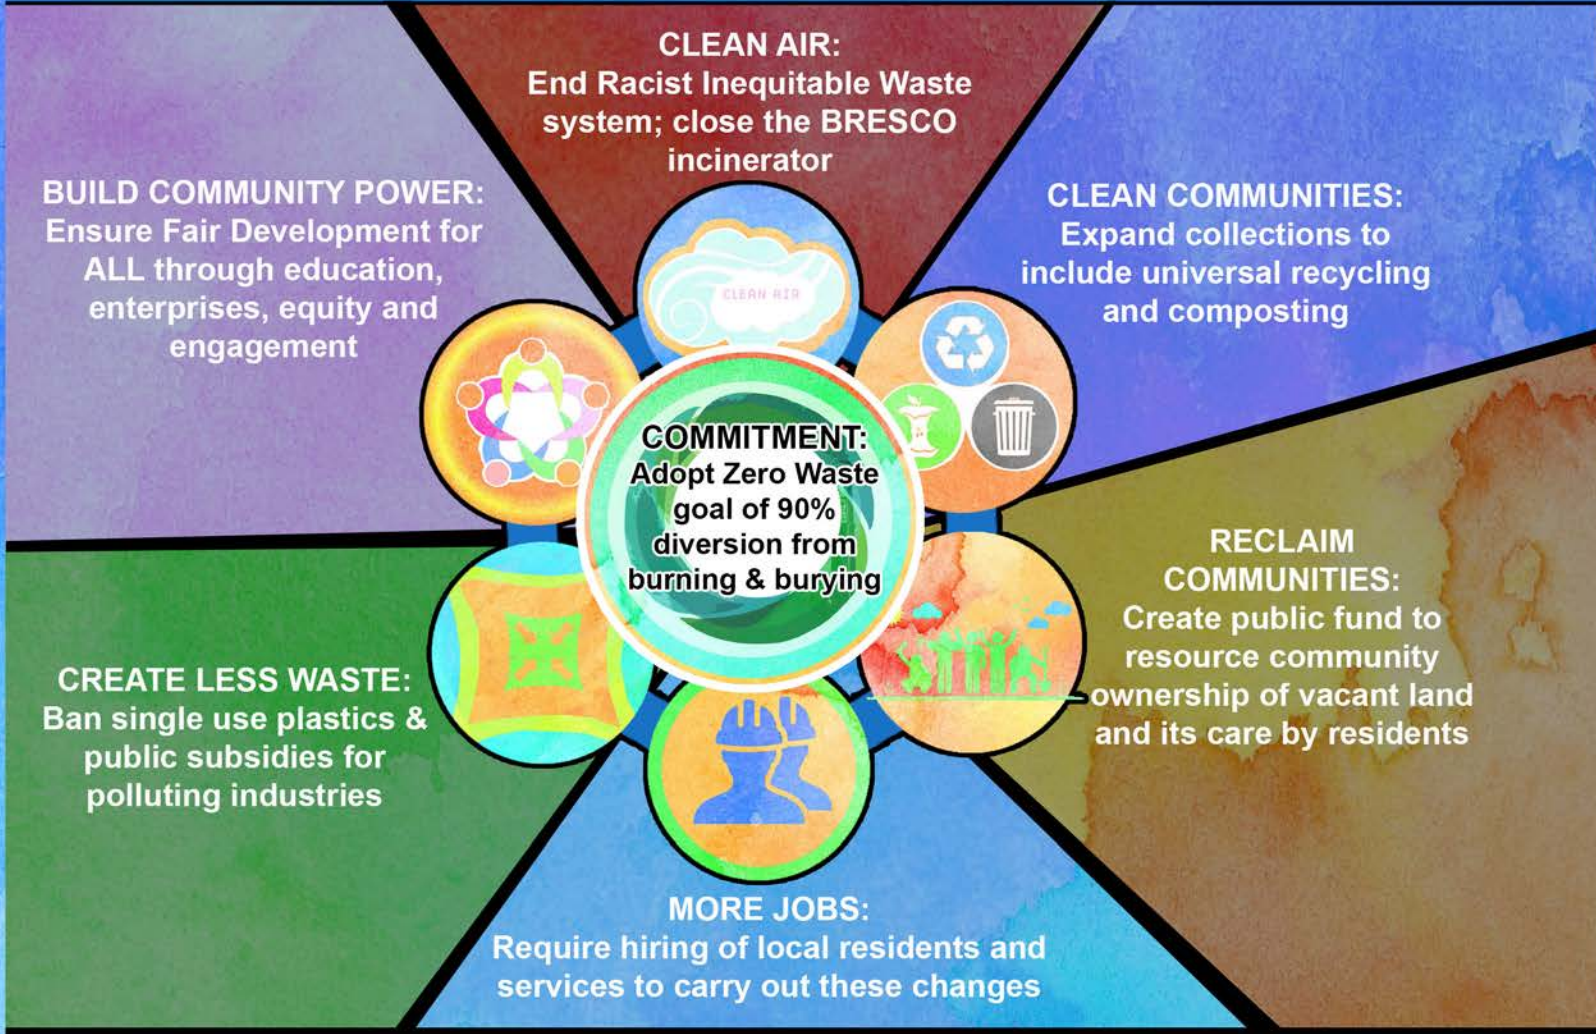 CLEAN AIR:
End Racist Inequitable Waste
system; close the BRESCO
incinerator
CLEAN AIR
CLEAN COMMUNITIES:
Expand collections to
include universal recycling
and composting
RECLAIM
COMMUNITIES:
Create public fund to
resource community
ownership of vacant land
and its care by residents
MORE JOBS:
Require hiring of local residents and
services to carry out these changes
CREATE LESS WASTE:
Ban single use plastics &
public subsidies for
polluting industries
BUILD COMMUNITY POWER:
Ensure Fair Development for
ALL through education,
enterprises, equity and
engagement
COMMITMENT:
Adopt Zero Waste
goal of 90%
diversion from
burning & burying